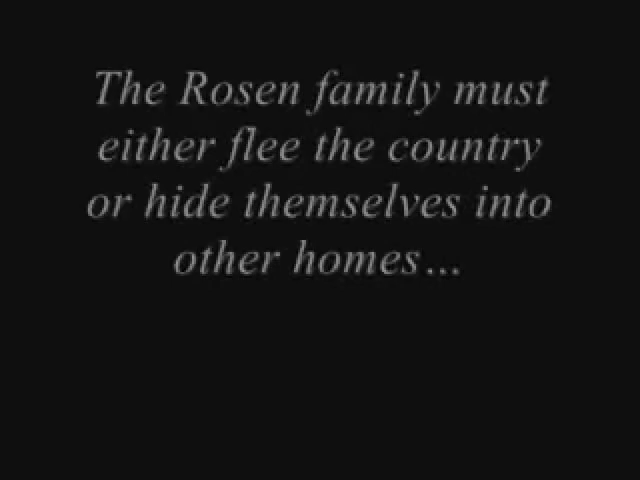 The Rosen family must
either flee the country
or hide themselves into
other homes...